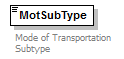 MotSubType
Mode of Transportation
Subtype